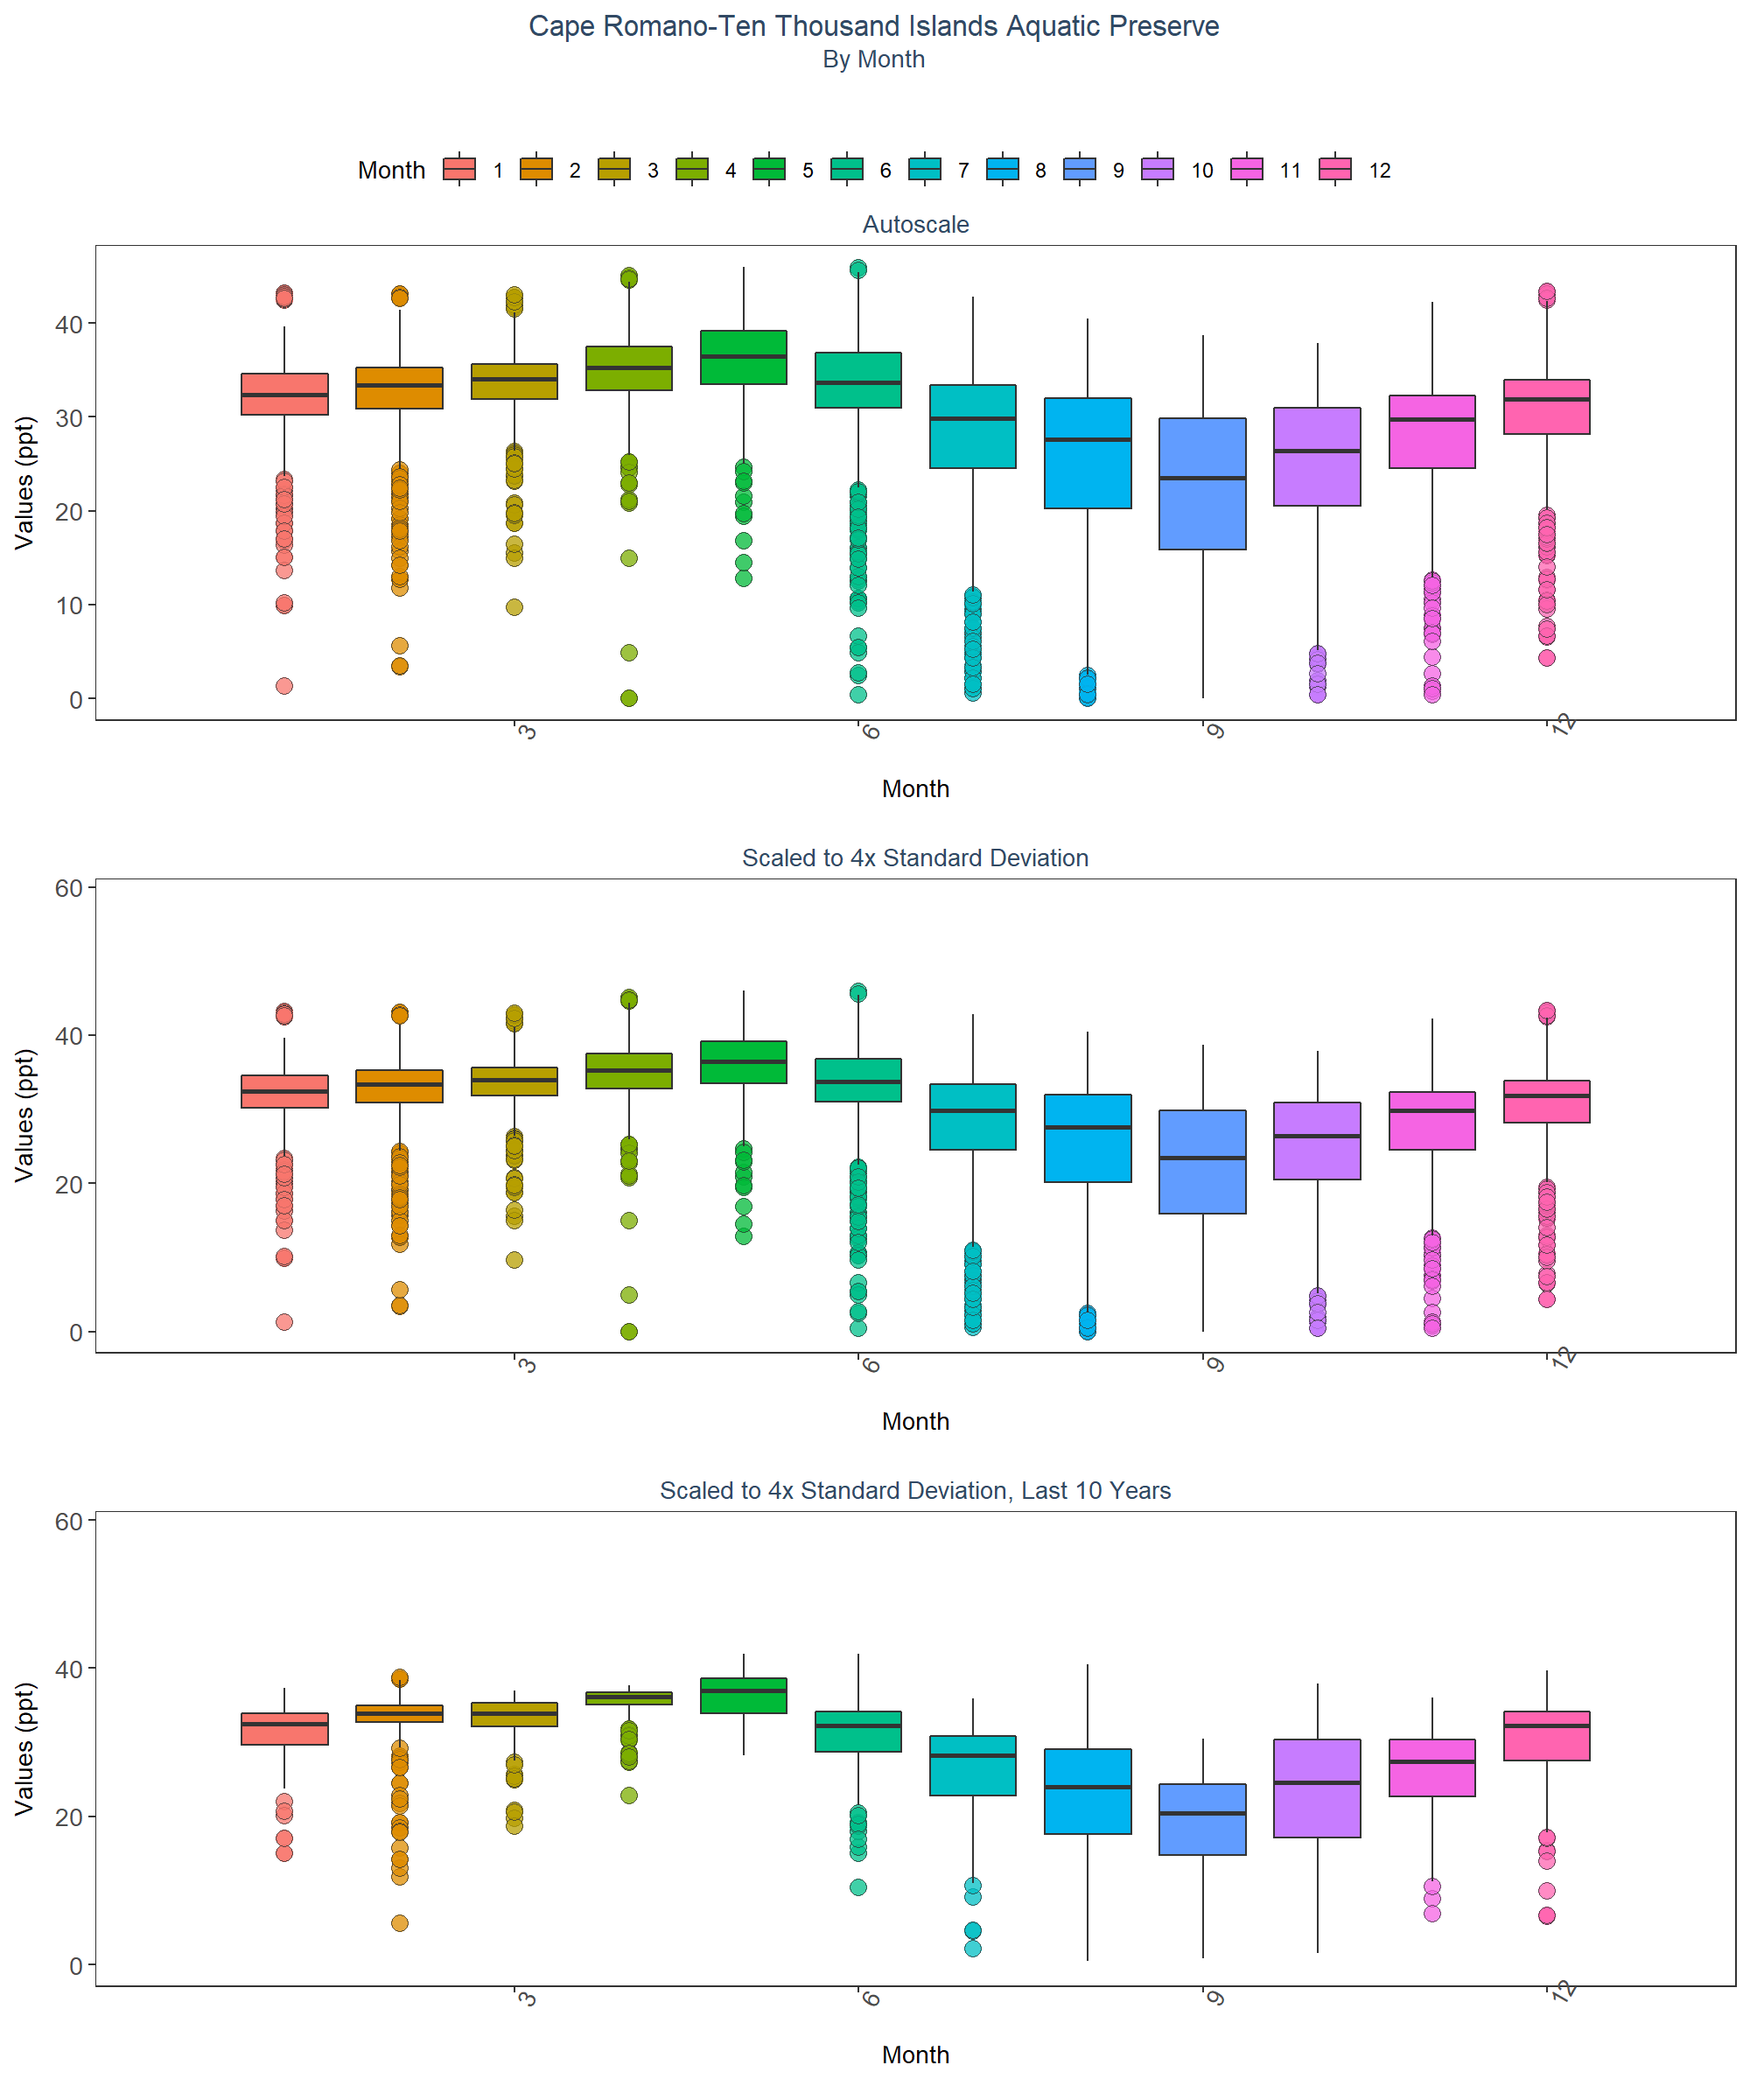 Cape Romano-Ten Thousand Islands Aquatic Preserve
By Month
Month 1 2 3 4 5 6 7 8 9 10 11 12
Autoscale
Values (ppt)
40
30
20
10
0
3 6 9 12
Month
Scaled to 4x Standard Deviation
Values (ppt)
60
40
20
0
3 6 9 12
Month
Scaled to 4x Standard Deviation, Last 10 Years
Values (ppt)
60
40
20
0
3 6 9 12
Month